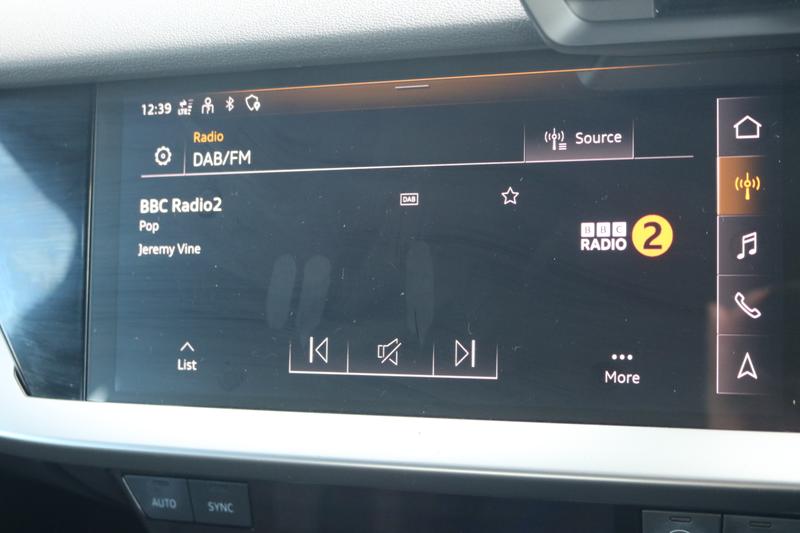 12:39 LTE
Radio
DAB/FM
Source
BBC Radio2
DAB
Pop
Jeremy Vine
BBC
RADIO 2
List
More
AUTO
SYNC